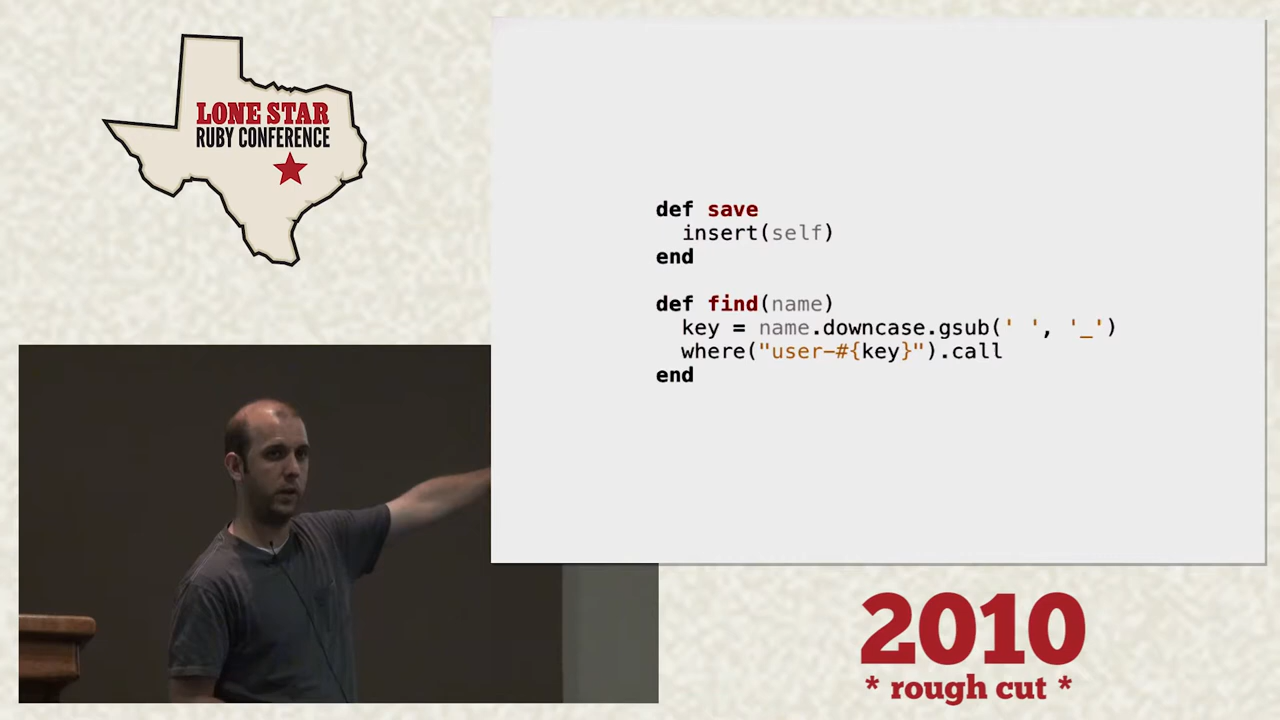 LONE STAR
RUBY CONFERENCE
def save
  insert(self)
end
def find(name)
  key = name.downcase.gsub(' ', '_')
  where("user-#{key}").call
end
2010
* rough cut *